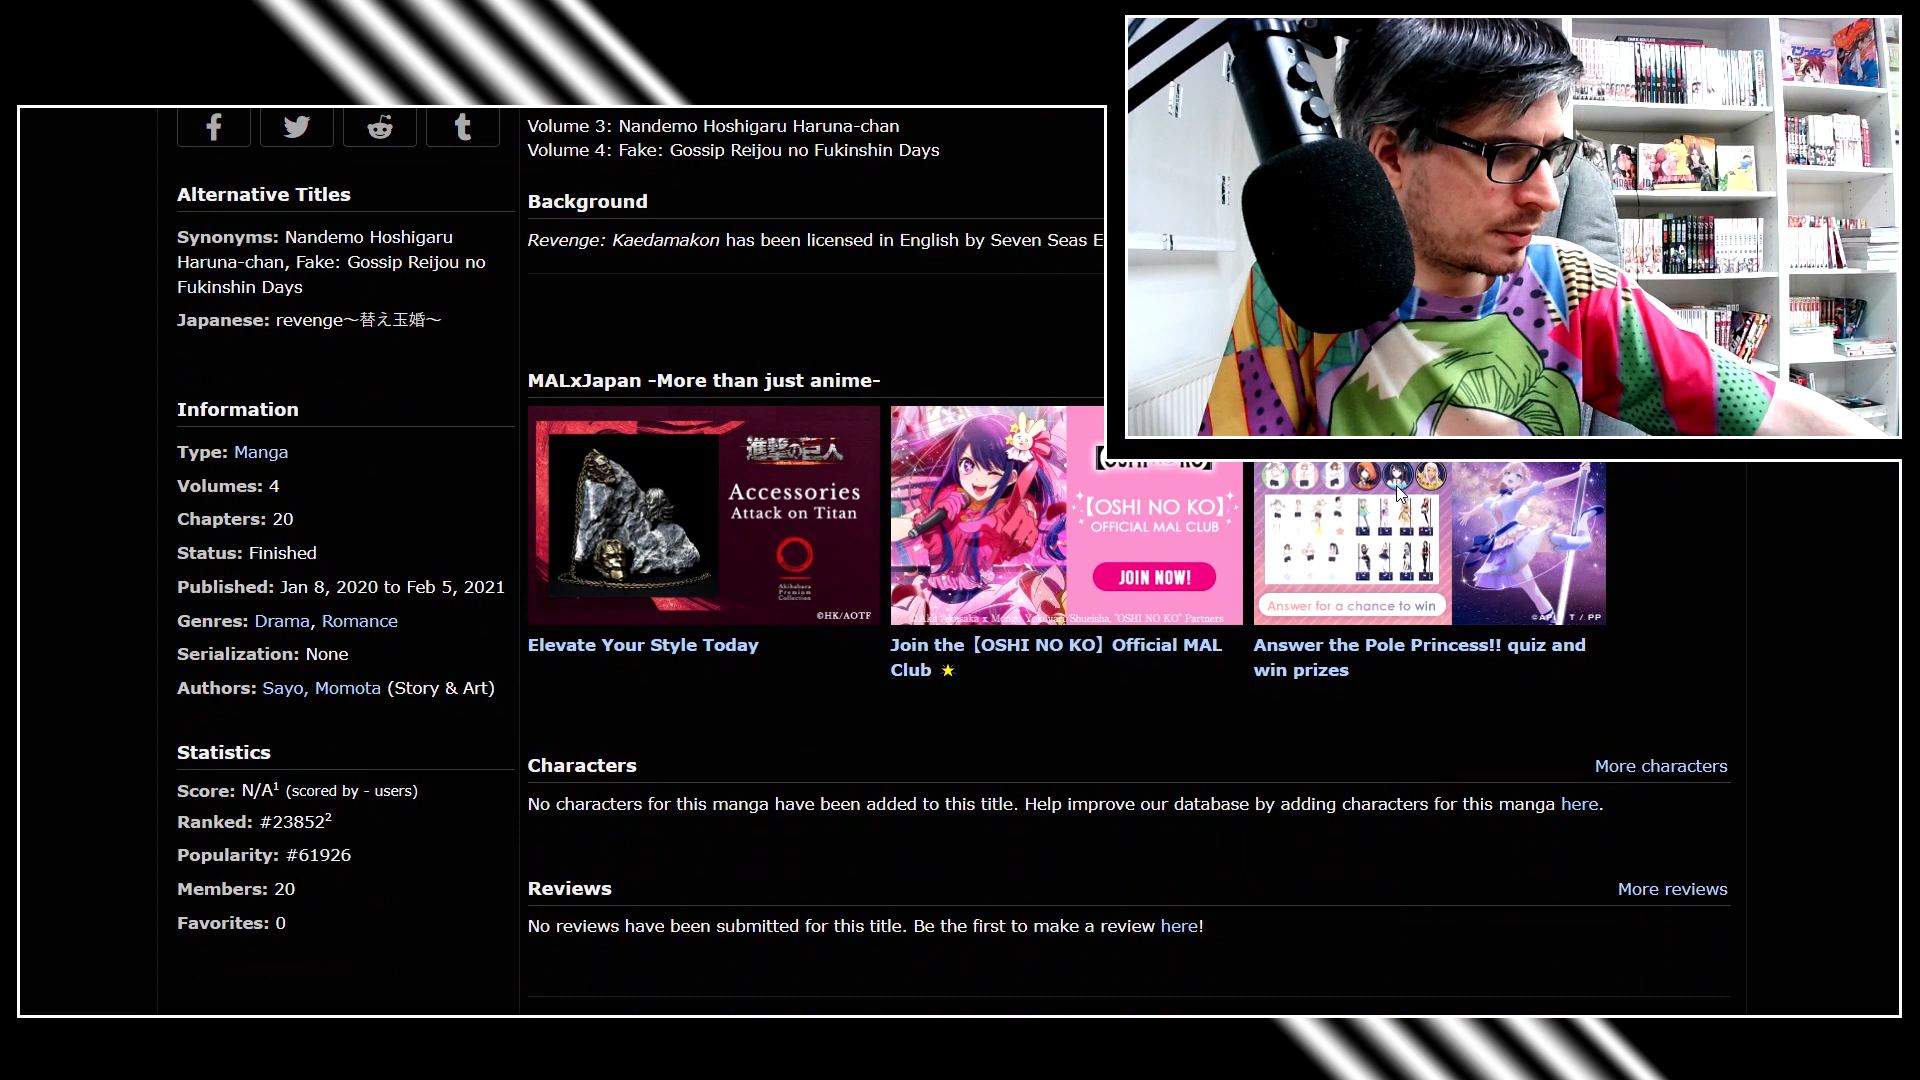 Volume 3: Nandemo Hoshigaru Haruna-chan
Volume 4: Fake: Gossip Reijou no Fukinshin Days
Alternative Titles
Synonyms: Nandemo Hoshigaru
Haruna-chan, Fake: Gossip Reijou no
Fukinshin Days
Japanese: revenge～替え玉婚～
Background
Revenge: Kaedamakon has been licensed in English by Seven Seas E
MALxJapan -More than just anime-
進撃の巨人
Accessories
Attack on Titan
Akihabara
Premium
Collection
©HK/AOTF
【OSHI NO KO】
OFFICIAL MAL CLUB
JOIN NOW!
Answer for a chance to win
Elevate Your Style Today
Join the【OSHI NO KO】Official MAL
Club
Answer the Pole Princess!! quiz and
win prizes
Information
Type: Manga
Volumes: 4
Chapters: 20
Status: Finished
Published: Jan 8, 2020 to Feb 5, 2021
Genres: Drama, Romance
Serialization: None
Authors: Sayo, Momota (Story & Art)
Statistics
Score: N/A1 (scored by - users)
Ranked: #238522
Popularity: #61926
Members: 20
Favorites: 0
Characters
More characters
No characters for this manga have been added to this title. Help improve our database by adding characters for this manga here.
Reviews
More reviews
No reviews have been submitted for this title. Be the first to make a review here!